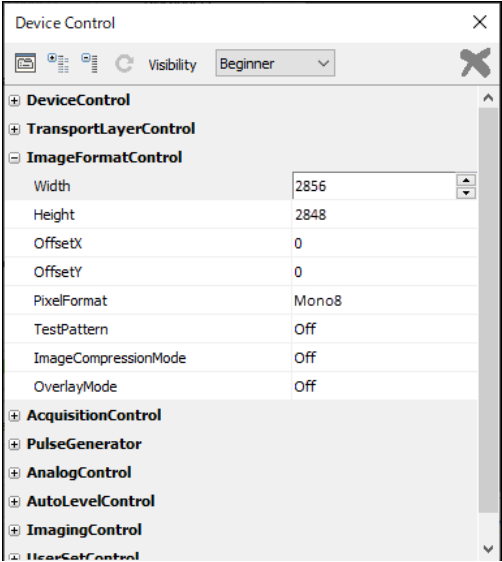 Device Control
Visibility Beginner
DeviceControl
TransportLayerControl
ImageFormatControl
Width 2856
Height 2848
OffsetX 0
OffsetY 0
PixelFormat Mono8
TestPattern Off
ImageCompressionMode Off
OverlayMode Off
AcquisitionControl
PulseGenerator
AnalogControl
AutoLevelControl
ImagingControl
UserSetControl